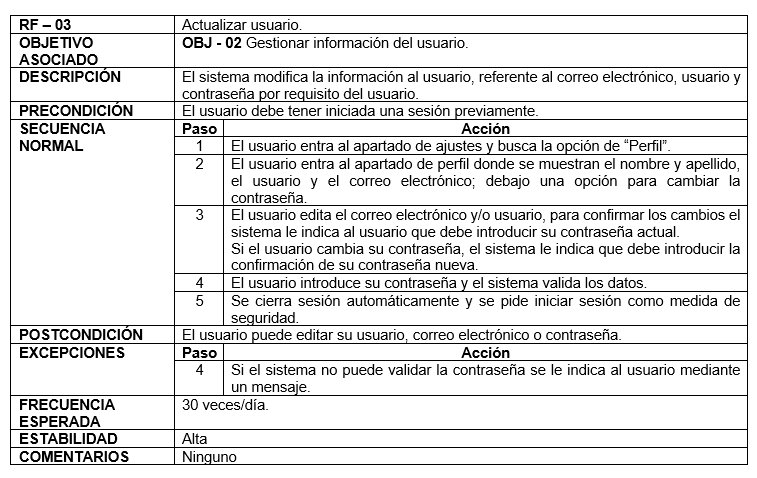 RF – 03 Actualizar usuario.
OBJETIVO ASOCIADO OBJ - 02 Gestionar información del usuario.
DESCRIPCIÓN El sistema modifica la información al usuario, referente al correo electrónico, usuario y
contraseña por requisito del usuario.
PRECONDICIÓN El usuario debe tener iniciada una sesión previamente.
SECUENCIA NORMAL Paso Acción
1 El usuario entra al apartado de ajustes y busca la opción de “Perfil”.
2 El usuario entra al apartado de perfil donde se muestran el nombre y apellido,
el usuario y el correo electrónico; debajo una opción para cambiar la
contraseña.
3 El usuario edita el correo electrónico y/o usuario, para confirmar los cambios el
sistema le indica al usuario que debe introducir su contraseña actual.
Si el usuario cambia su contraseña, el sistema le indica que debe introducir la
confirmación de su contraseña nueva.
4 El usuario introduce su contraseña y el sistema valida los datos.
5 Se cierra sesión automáticamente y se pide iniciar sesión como medida de
seguridad.
POSTCONDICIÓN El usuario puede editar su usuario, correo electrónico o contraseña.
EXCEPCIONES Paso Acción
4 Si el sistema no puede validar la contraseña se le indica al usuario mediante
un mensaje.
FRECUENCIA ESPERADA 30 veces/día.
ESTABILIDAD Alta
COMENTARIOS Ninguno